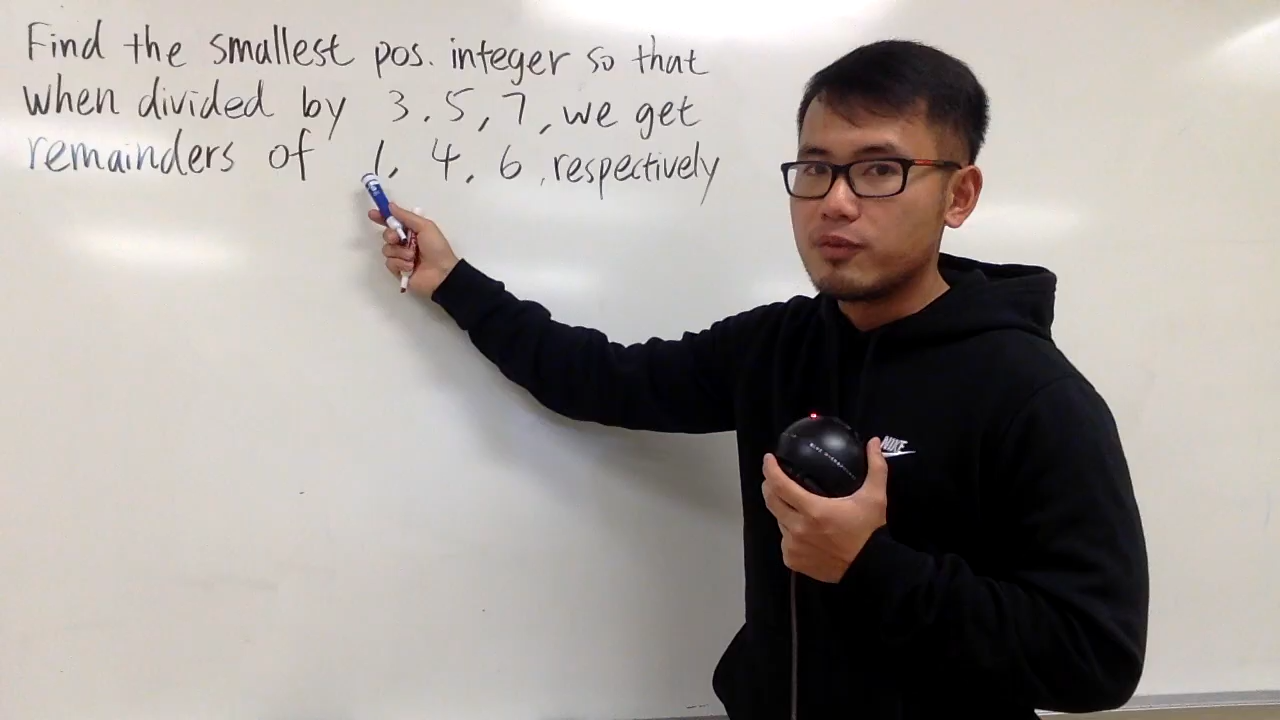 Find the smallest pos. integer so that
when divided by 3, 5, 7, we get
remainders of 1, 4, 6, respectively
NIKE